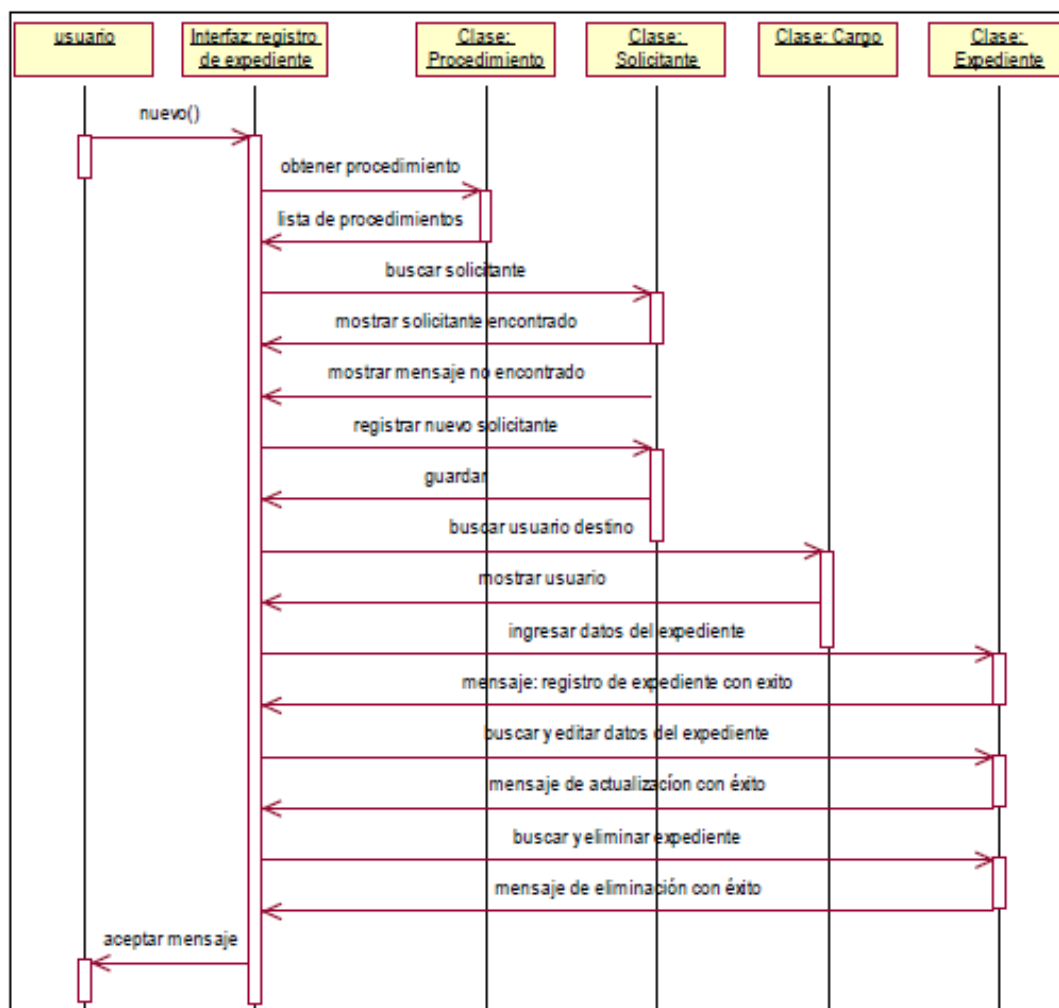 usuario
Interfaz: registro
de expediente
Clase:
Procedimiento
Clase:
Solicitante
Clase: Cargo
Clase:
Expediente
nuevo()
obtener procedimiento
lista de procedimientos
buscar solicitante
mostrar solicitante encontrado
mostrar mensaje no encontrado
registrar nuevo solicitante
guardar
buscar usuario destino
mostrar usuario
ingresar datos del expediente
mensaje: registro de expediente con exito
buscar y editar datos del expediente
mensaje de actualizacíon con éxito
buscar y eliminar expediente
mensaje de eliminación con éxito
aceptar mensaje